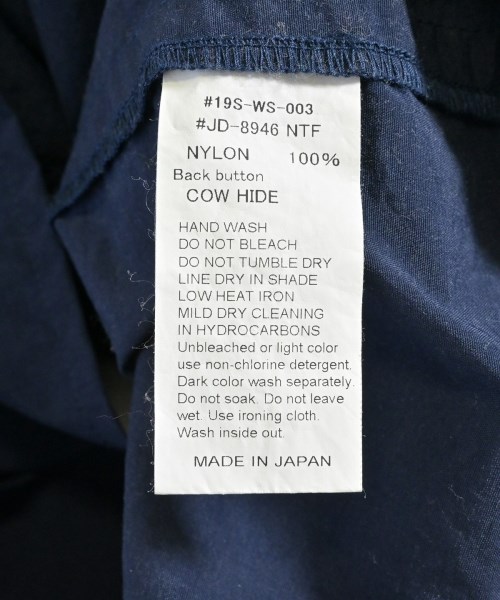 #19S-WS-003
#JD-8946 NTF
NYLON 100%
Back button
COW HIDE
HAND WASH
DO NOT BLEACH
DO NOT TUMBLE DRY
LINE DRY IN SHADE
LOW HEAT IRON
MILD DRY CLEANING
IN HYDROCARBONS
Unbleached or light color
use non-chlorine detergent.
Dark color wash separately.
Do not soak. Do not leave
wet. Use ironing cloth.
Wash inside out.
MADE IN JAPAN